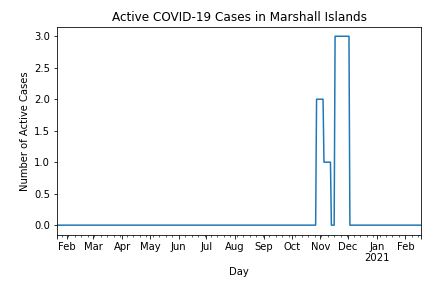 Active COVID-19 Cases in Marshall Islands
3.0
2.5
2.0
1.5
1.0
0.5
0.0
Number of Active Cases
Feb Mar Apr May Jun Jul Aug Sep Oct Nov Dec Jan Feb
2021
Day